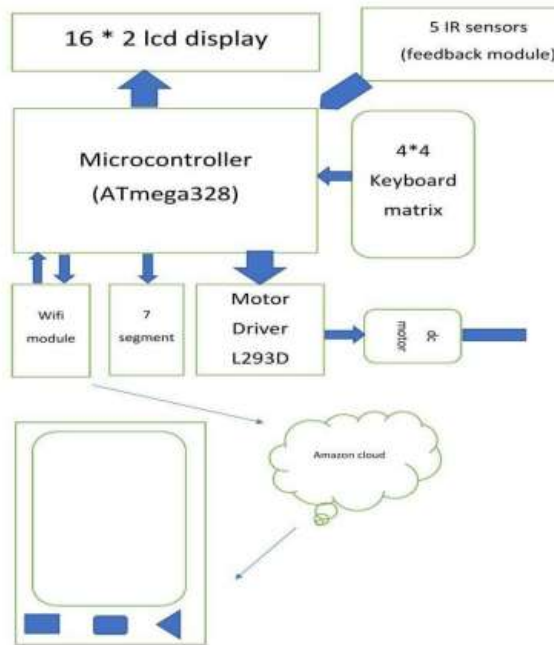 16 * 2 lcd display
5 IR sensors
(feedback module)
Microcontroller
(ATmega328)
4*4
Keyboard
matrix
Wifi
module
7
segment
Motor
Driver
L293D
dc
motor
Amazon cloud